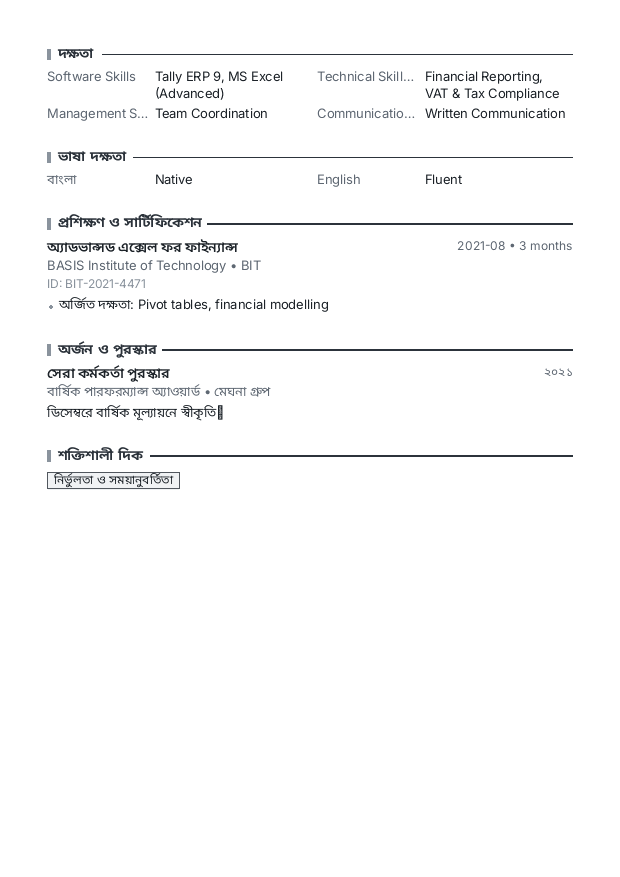 দক্ষতা
Software Skills Tally ERP 9, MS Excel Technical Skill... Financial Reporting,
(Advanced) VAT & Tax Compliance
Management S... Team Coordination Communicatio... Written Communication
ভাষা দক্ষতা
বাংলা Native English Fluent
প্রশিক্ষণ ও সার্টিফিকেশন
অ্যাডভান্সড এক্সেল ফর ফাইন্যান্স 2021-08 • 3 months
BASIS Institute of Technology • BIT
ID: BIT-2021-4471
• অর্জিত দক্ষতা: Pivot tables, financial modelling
অর্জন ও পুরস্কার
সেরা কর্মকর্তা পুরস্কার ২০২১
বার্ষিক পারফরম্যান্স অ্যাওয়ার্ড • মেঘনা গ্রুপ
ডিসেম্বরে বার্ষিক মূল্যায়নে স্বীকৃতি
শক্তিশালী দিক
নির্ভুলতা ও সময়ানুবর্তিতা